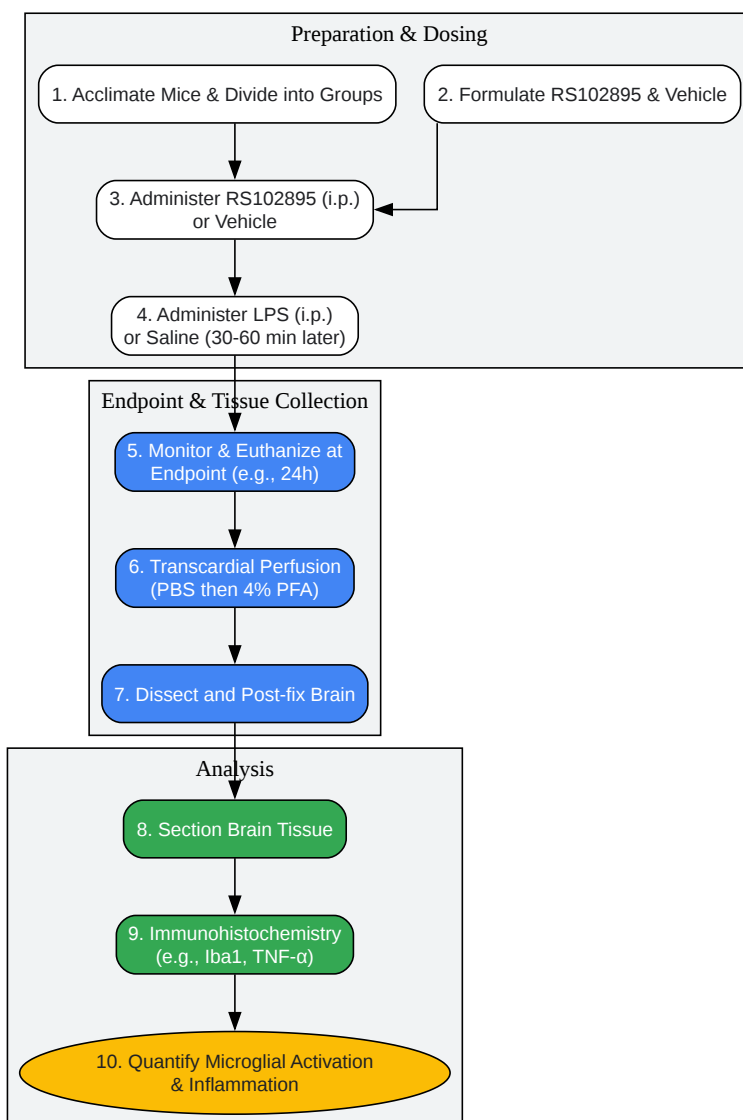 Preparation & Dosing
1. Acclimate Mice & Divide into Groups
2. Formulate RS102895 & Vehicle
3. Administer RS102895 (i.p.)
or Vehicle
4. Administer LPS (i.p.)
or Saline (30-60 min later)
Endpoint & Tissue Collection
5. Monitor & Euthanize at
Endpoint (e.g., 24h)
6. Transcardial Perfusion
(PBS then 4% PFA)
7. Dissect and Post-fix Brain
Analysis
8. Section Brain Tissue
9. Immunohistochemistry
(e.g., Iba1, TNF-α)
10. Quantify Microglial Activation
& Inflammation